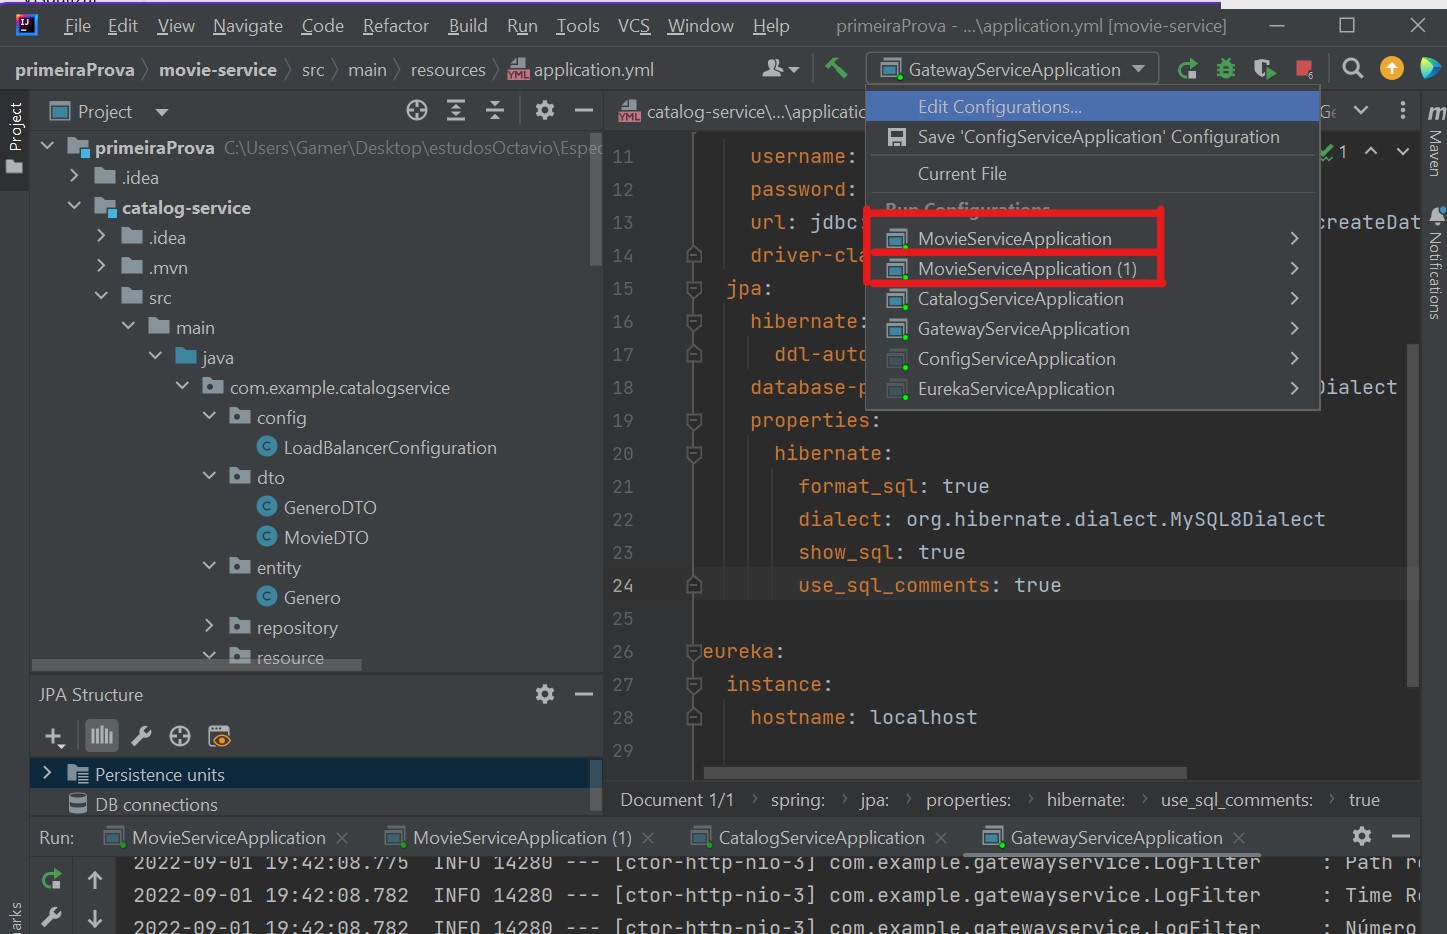 File Edit View Navigate Code Refactor Build Run Tools VCS Window Help primeiraProva - ...\application.yml [movie-service]
primeiraProva movie-service src main resources application.yml GatewayServiceApplication 6
Project
Project
catalog-service\...\applicatio
Edit Configurations...
Save 'ConfigServiceApplication' Configuration
Current File
Run Configurations
MovieServiceApplication
MovieServiceApplication (1)
CatalogServiceApplication
GatewayServiceApplication
ConfigServiceApplication
EurekaServiceApplication
1
Maven
Notifications
primeiraProva C:\Users\Gamer\Desktop\estudosOctavio\Espec
.idea
catalog-service
.idea
.mvn
src
main
java
com.example.catalogservice
config
LoadBalancerConfiguration
dto
GeneroDTO
MovieDTO
entity
Genero
repository
resource
11 username:
12 password:
13 url: jdbc: createDat
14 driver-cla
15 jpa:
16 hibernate:
17 ddl-auto
18 database-p Dialect
19 properties:
20 hibernate:
21 format_sql: true
22 dialect: org.hibernate.dialect.MySQL8Dialect
23 show_sql: true
24 use_sql_comments: true
25
26 eureka:
27 instance:
28 hostname: localhost
29
JPA Structure
Persistence units
DB connections
Document 1/1 spring: jpa: properties: hibernate: use_sql_comments: true
Run: MovieServiceApplication MovieServiceApplication (1) CatalogServiceApplication GatewayServiceApplication
2022-09-01 19:42:08.775 INFO 14280 --- [ctor-http-nio-3] com.example.gatewayservice.LogFilter : Path re
2022-09-01 19:42:08.782 INFO 14280 --- [ctor-http-nio-3] com.example.gatewayservice.LogFilter : Time Re
2022-09-01 19:42:08.782 INFO 14280 --- [ctor-http-nio-3] com.example.gatewayservice.LogFilter : Número